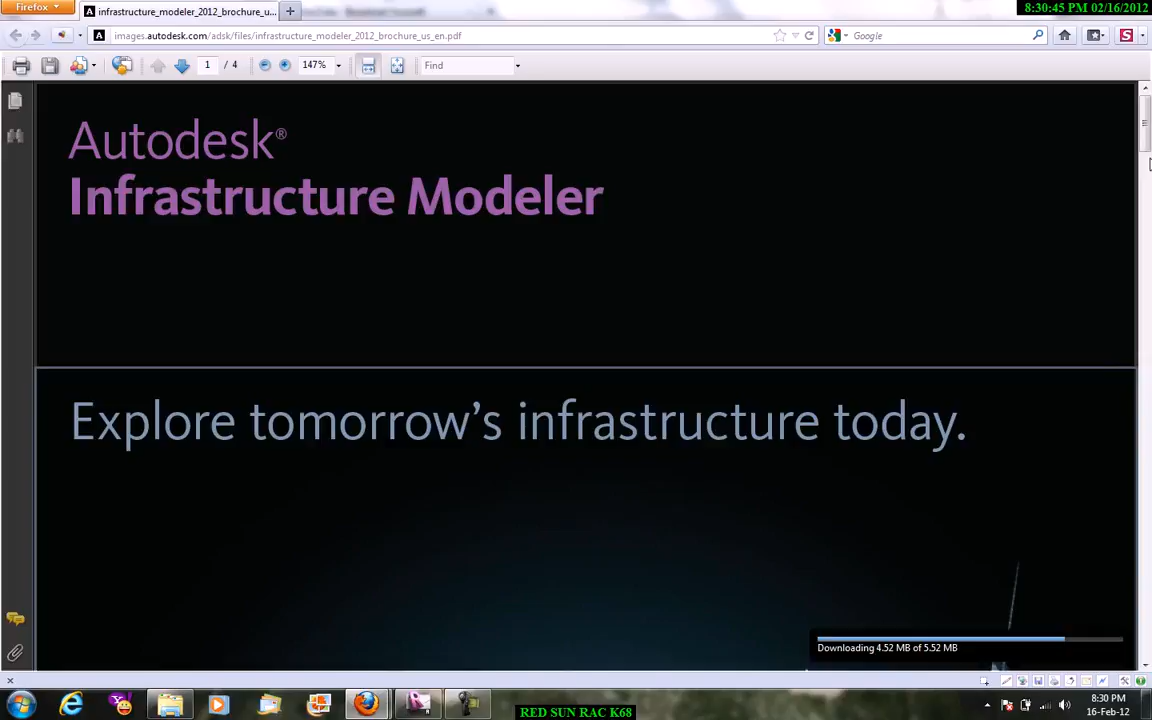 Firefox
infrastructure_modeler_2012_brochure_u...
8:30:45 PM 02/16/2012
images.autodesk.com/adsk/files/infrastructure_modeler_2012_brochure_us_en.pdf
Google
1 / 4
147%
Find
Autodesk®
Infrastructure Modeler
Explore tomorrow's infrastructure today.
Downloading 4.52 MB of 5.52 MB
8:30 PM
16-Feb-12
RED SUN RAC K68